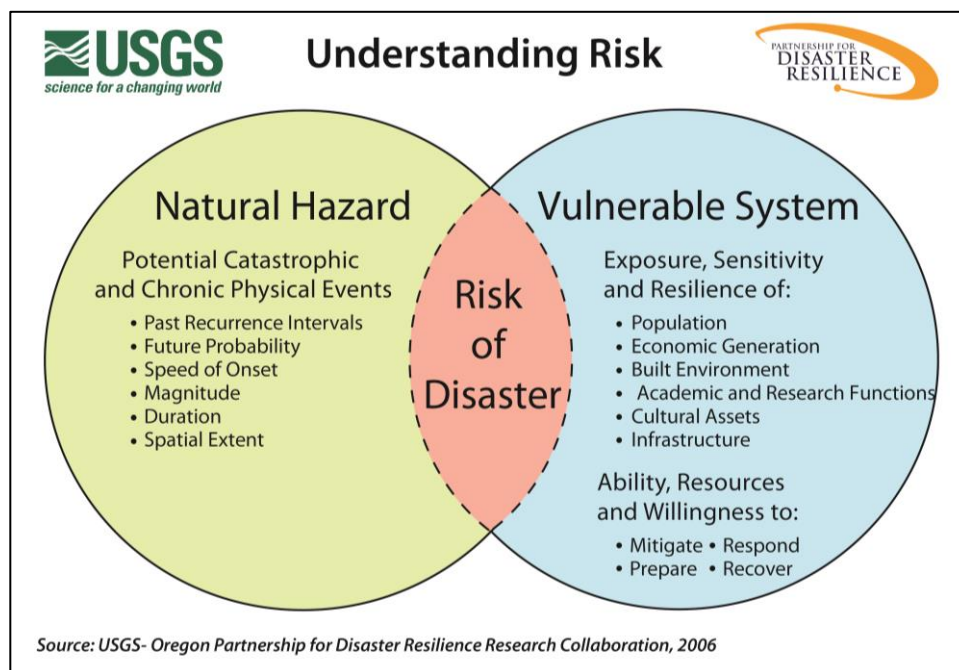 USGS
science for a changing world
Understanding Risk
PARTNERSHIP FOR
DISASTER
RESILIENCE
Natural Hazard
Potential Catastrophic
and Chronic Physical Events
• Past Recurrence Intervals
• Future Probability
• Speed of Onset
• Magnitude
• Duration
• Spatial Extent
Risk
of
Disaster
Vulnerable System
Exposure, Sensitivity
and Resilience of:
• Population
• Economic Generation
• Built Environment
• Academic and Research Functions
• Cultural Assets
• Infrastructure
Ability, Resources
and Willingness to:
• Mitigate • Respond
• Prepare • Recover
Source: USGS- Oregon Partnership for Disaster Resilience Research Collaboration, 2006